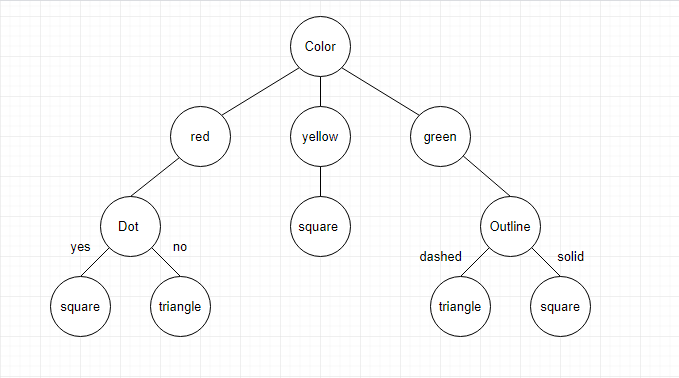 Color
red
yellow
green
Dot
square
Outline
yes
no
dashed
solid
square
triangle
triangle
square